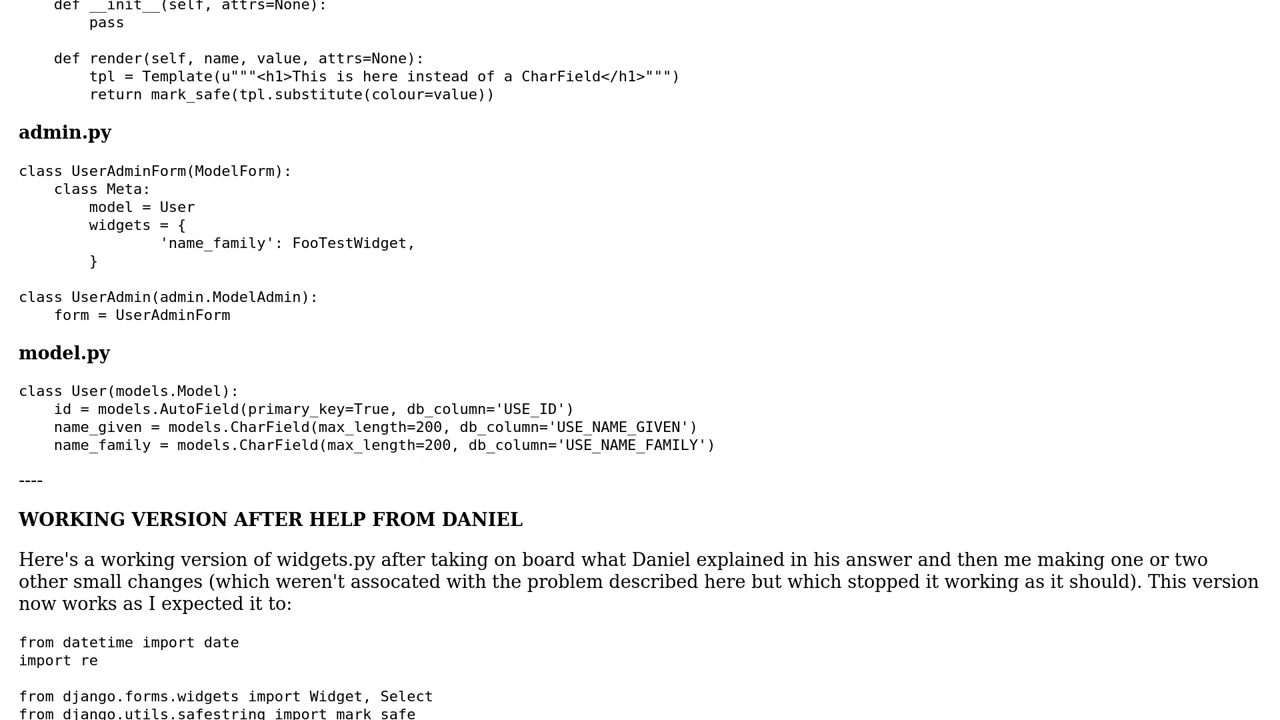 def __init__(self, attrs=None):
        pass

    def render(self, name, value, attrs=None):
        tpl = Template(u"""<h1>This is here instead of a CharField</h1>""")
        return mark_safe(tpl.substitute(colour=value))
admin.py
class UserAdminForm(ModelForm):
    class Meta:
        model = User
        widgets = {
                'name_family': FooTestWidget,
        }

class UserAdmin(admin.ModelAdmin):
    form = UserAdminForm
model.py
class User(models.Model):
    id = models.AutoField(primary_key=True, db_column='USE_ID')
    name_given = models.CharField(max_length=200, db_column='USE_NAME_GIVEN')
    name_family = models.CharField(max_length=200, db_column='USE_NAME_FAMILY')
----
WORKING VERSION AFTER HELP FROM DANIEL
Here's a working version of widgets.py after taking on board what Daniel explained in his answer and then me making one or two
other small changes (which weren't assocated with the problem described here but which stopped it working as it should). This version
now works as I expected it to:
from datetime import date
import re

from django.forms.widgets import Widget, Select
from django.utils.safestring import mark_safe